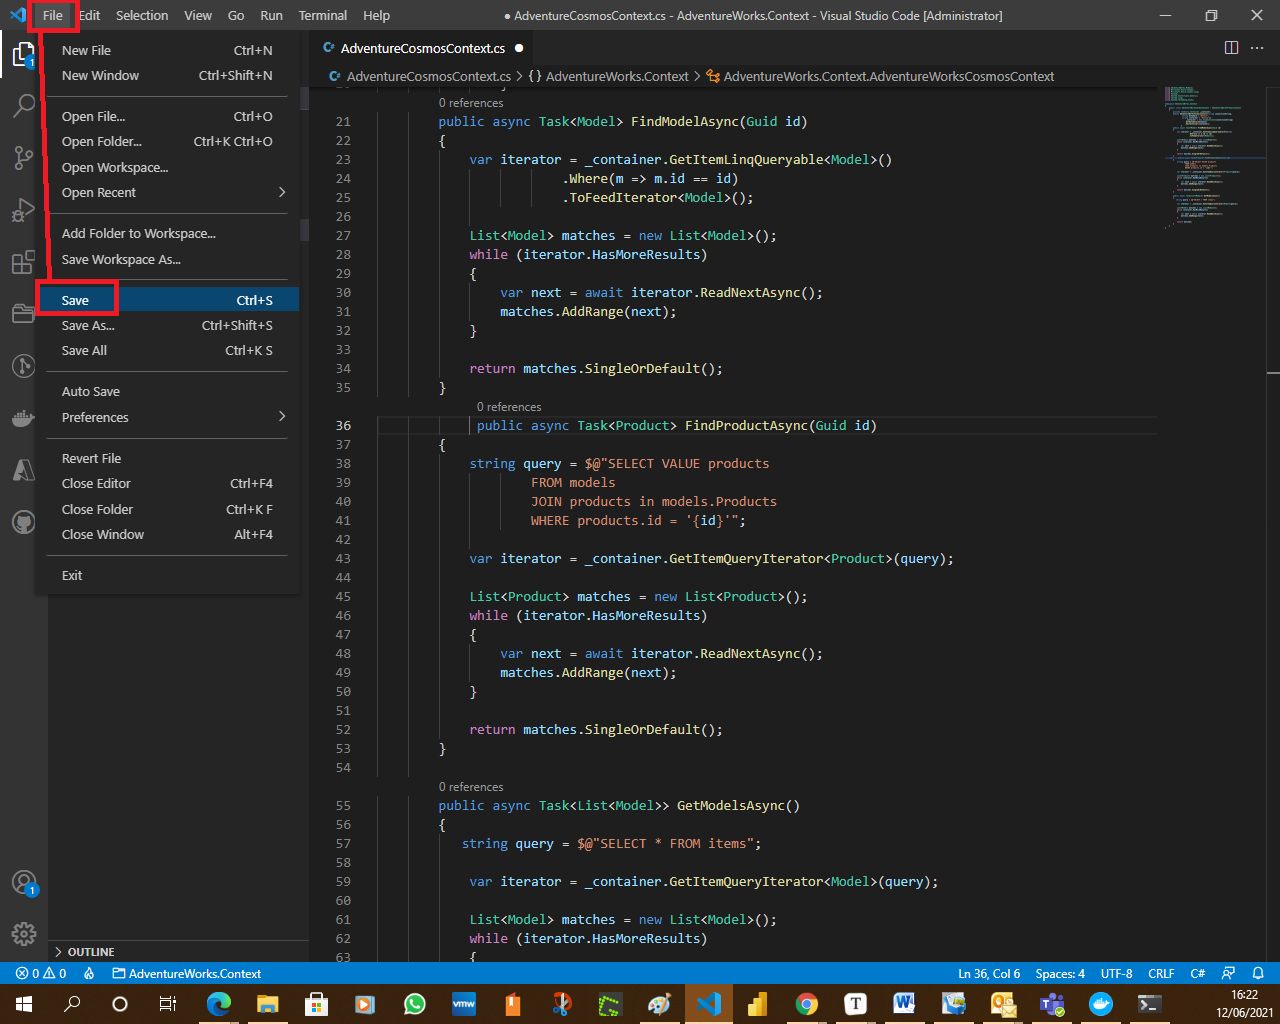 File Edit Selection View Go Run Terminal Help
● AdventureCosmosContext.cs - AdventureWorks.Context - Visual Studio Code [Administrator]
New File Ctrl+N
New Window Ctrl+Shift+N
Open File... Ctrl+O
Open Folder... Ctrl+K Ctrl+O
Open Workspace...
Open Recent
Add Folder to Workspace...
Save Workspace As...
Save Ctrl+S
Save As... Ctrl+Shift+S
Save All Ctrl+K S
Auto Save
Preferences
Revert File
Close Editor Ctrl+F4
Close Folder Ctrl+K F
Close Window Alt+F4
Exit
1
1
OUTLINE
C# AdventureCosmosContext.cs ●
C# AdventureCosmosContext.cs > {} AdventureWorks.Context > AdventureWorks.Context.AdventureWorksCosmosContext
0 references
21 public async Task<Model> FindModelAsync(Guid id)
22 {
23 var iterator = _container.GetItemLinqQueryable<Model>()
24 .Where(m => m.id == id)
25 .ToFeedIterator<Model>();
26
27 List<Model> matches = new List<Model>();
28 while (iterator.HasMoreResults)
29 {
30 var next = await iterator.ReadNextAsync();
31 matches.AddRange(next);
32 }
33
34 return matches.SingleOrDefault();
35 }
0 references
36 public async Task<Product> FindProductAsync(Guid id)
37 {
38 string query = $@"SELECT VALUE products
39 FROM models
40 JOIN products in models.Products
41 WHERE products.id = '{id}'";
42
43 var iterator = _container.GetItemQueryIterator<Product>(query);
44
45 List<Product> matches = new List<Product>();
46 while (iterator.HasMoreResults)
47 {
48 var next = await iterator.ReadNextAsync();
49 matches.AddRange(next);
50 }
51
52 return matches.SingleOrDefault();
53 }
54
0 references
55 public async Task<List<Model>> GetModelsAsync()
56 {
57 string query = $@"SELECT * FROM items";
58
59 var iterator = _container.GetItemQueryIterator<Model>(query);
60
61 List<Model> matches = new List<Model>();
62 while (iterator.HasMoreResults)
63 {
0 0 AdventureWorks.Context Ln 36, Col 6 Spaces: 4 UTF-8 CRLF C#
vmw T W
16:22
12/06/2021